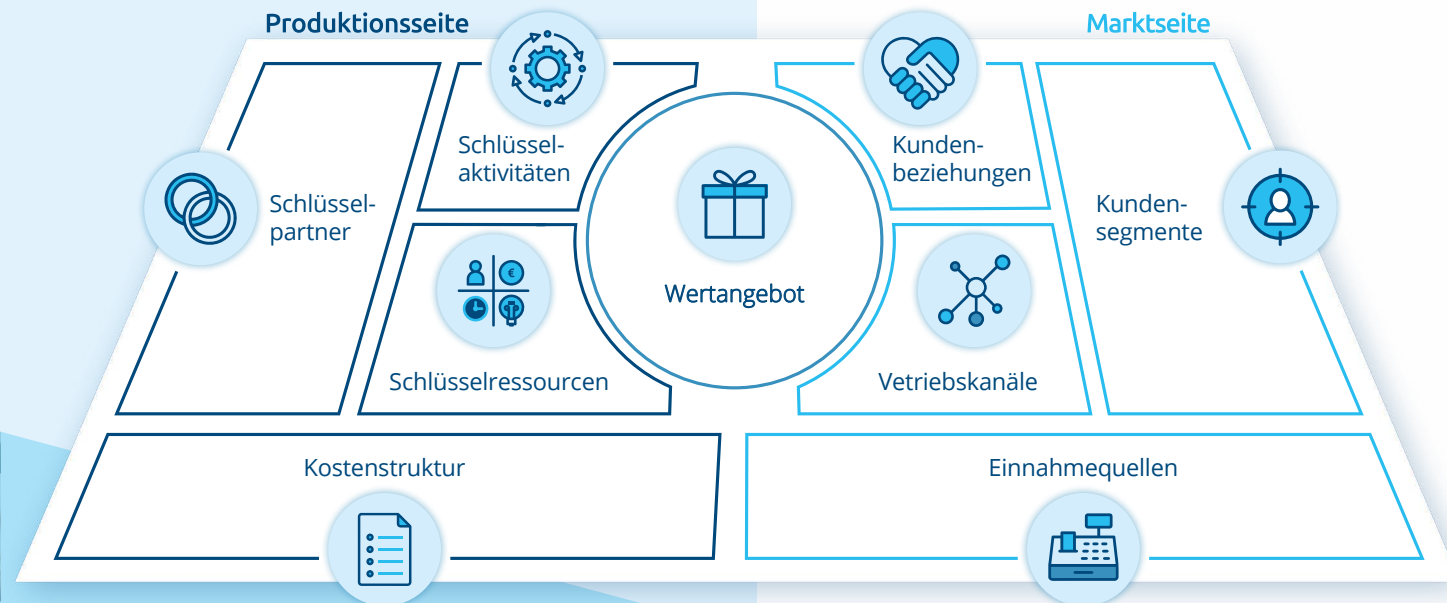 Produktionsseite
Marktseite
Schlüssel-
aktivitäten
Kunden-
beziehungen
Schlüssel-
partner
Kunden-
segmente
€
Wertangebot
Schlüsselressourcen
Vetriebskanäle
Kostenstruktur
Einnahmequellen